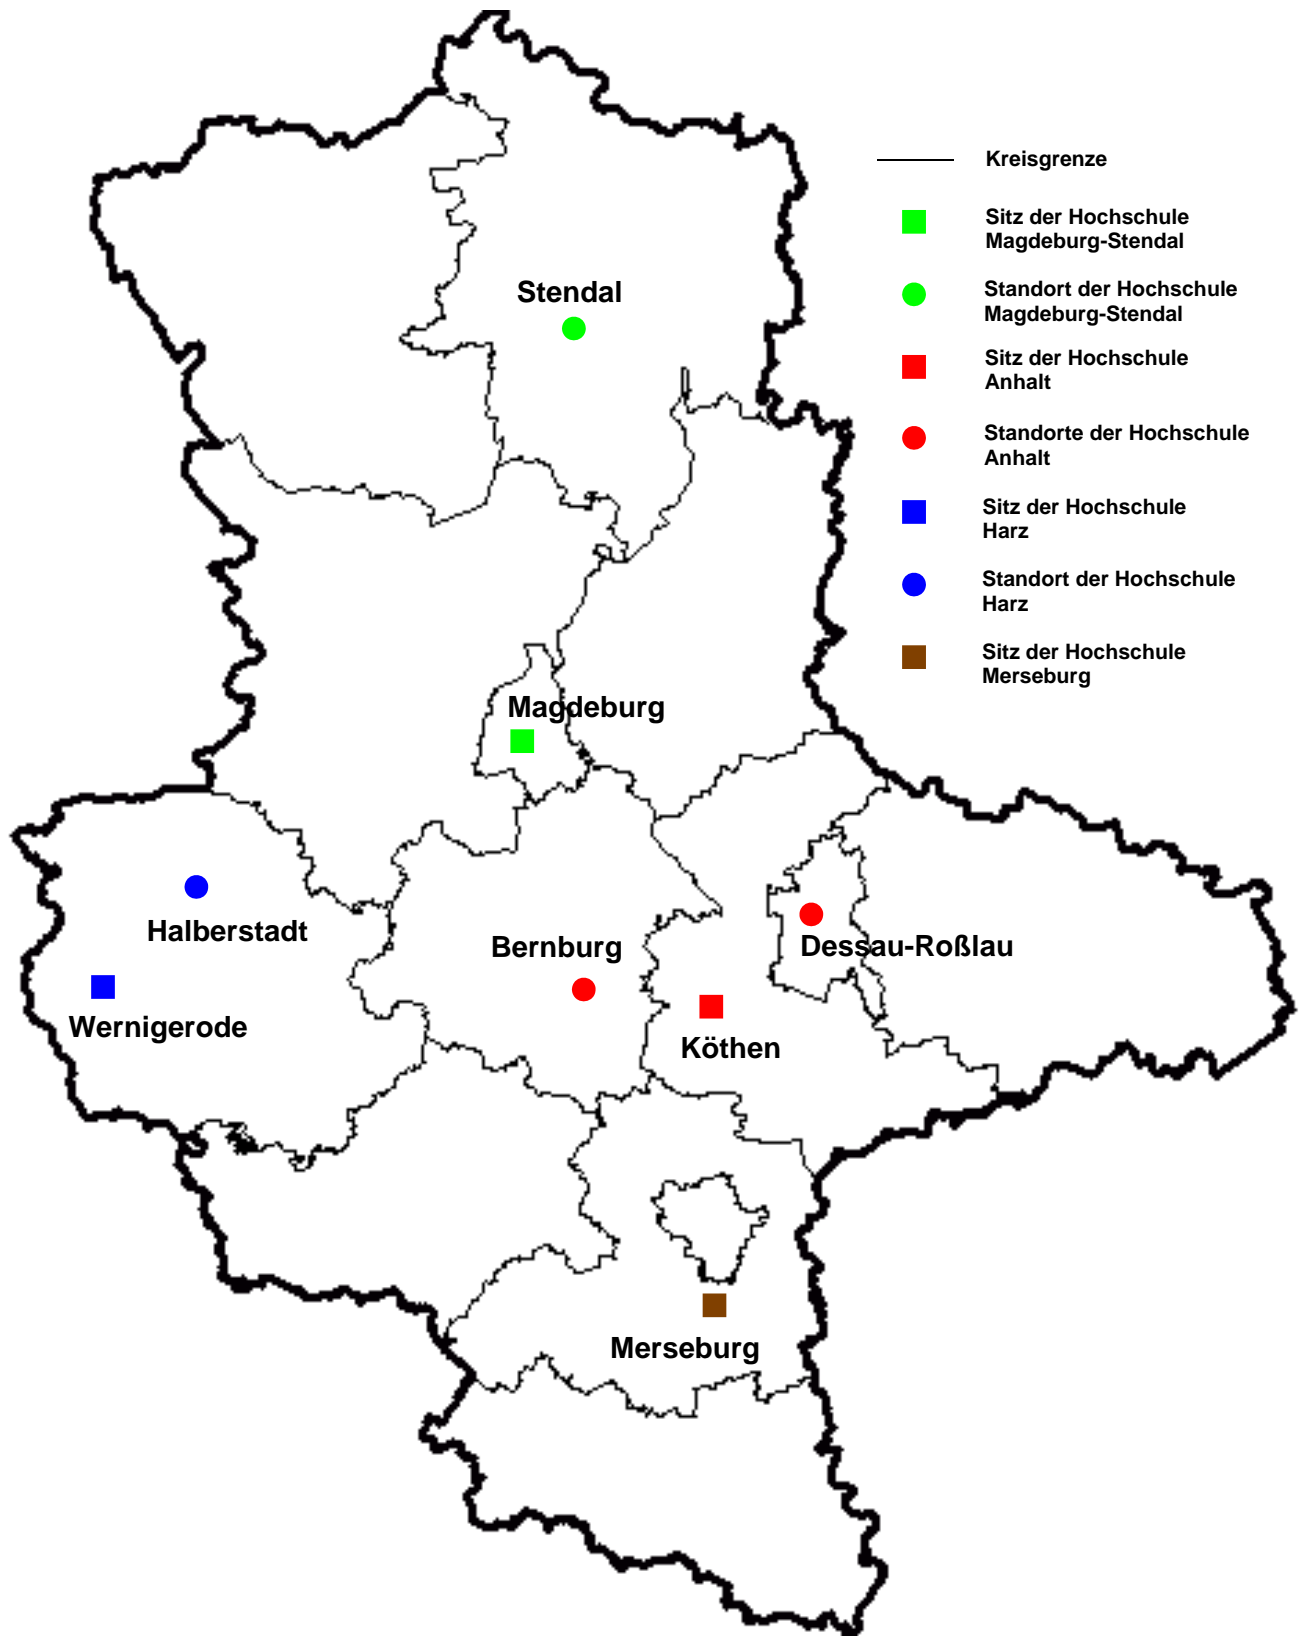 Kreisgrenze
Sitz der Hochschule
Magdeburg-Stendal
Standort der Hochschule
Magdeburg-Stendal
Sitz der Hochschule
Anhalt
Standorte der Hochschule
Anhalt
Sitz der Hochschule
Harz
Standort der Hochschule
Harz
Sitz der Hochschule
Merseburg
Stendal
Magdeburg
Halberstadt
Bernburg
Dessau-Roßlau
Wernigerode
Köthen
Merseburg